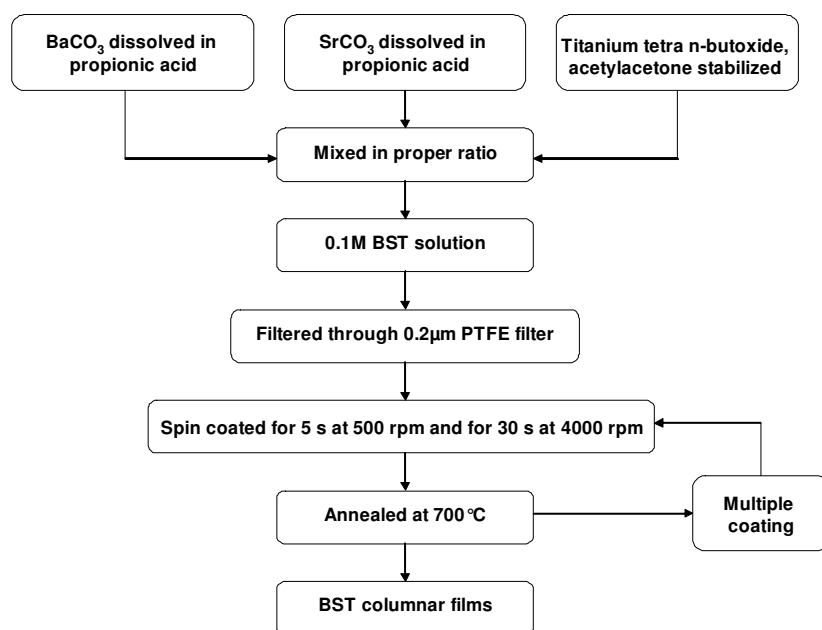 BaCO₃ dissolved in
propionic acid
SrCO₃ dissolved in
propionic acid
Titanium tetra n-butoxide,
acetylacetone stabilized
Mixed in proper ratio
0.1M BST solution
Filtered through 0.2µm PTFE filter
Spin coated for 5 s at 500 rpm and for 30 s at 4000 rpm
Annealed at 700°C
Multiple
coating
BST columnar films